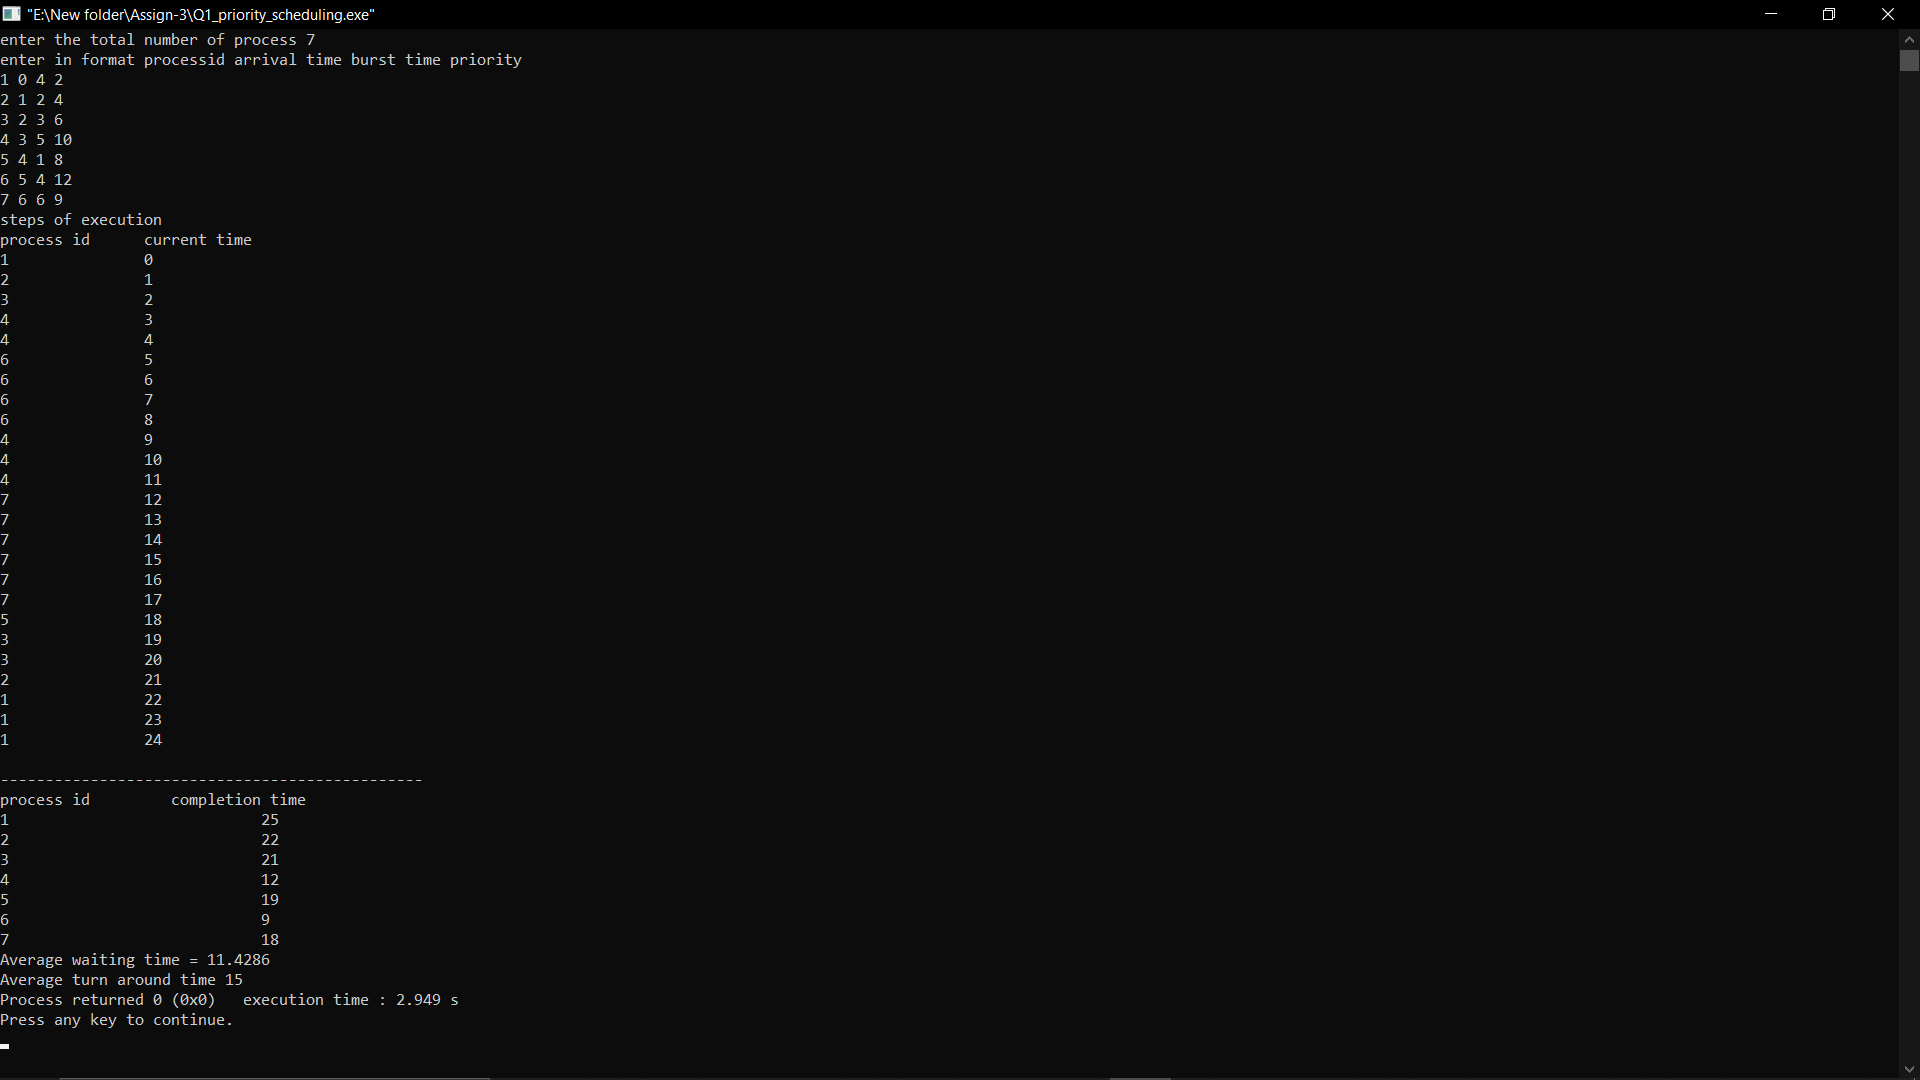 "E:\New folder\Assign-3\Q1_priority_scheduling.exe"
enter the total number of process 7
enter in format processid arrival time burst time priority
1 0 4 2
2 1 2 4
3 2 3 6
4 3 5 10
5 4 1 8
6 5 4 12
7 6 6 9
steps of execution
process id      current time
1               0
2               1
3               2
4               3
4               4
6               5
6               6
6               7
6               8
4               9
4               10
4               11
7               12
7               13
7               14
7               15
7               16
7               17
5               18
3               19
3               20
2               21
1               22
1               23
1               24
-----------------------------------------------
process id         completion time
1                            25
2                            22
3                            21
4                            12
5                            19
6                            9
7                            18
Average waiting time = 11.4286
Average turn around time 15
Process returned 0 (0x0)   execution time : 2.949 s
Press any key to continue.